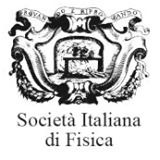 PROVANDO E RIPROVANDO
Società Italiana
di Fisica